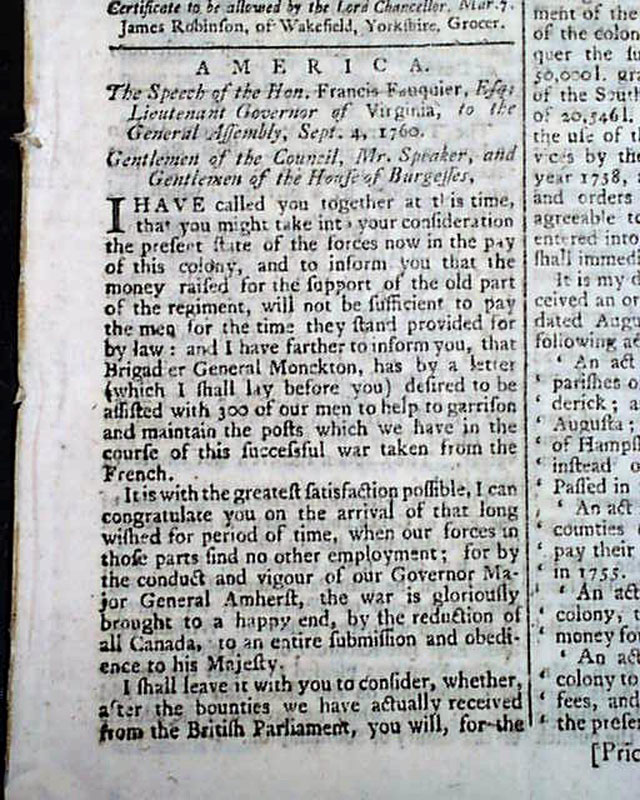 Certificate to be allowed by the Lord Chancellor, Mar. 7.
James Robinſon, of Wakefield, Yorkſhire, Grocer.
AMERICA.
The Speech of the Hon. Francis Fauquier, Eſq;
Lieutenant Governor of Virginia, to the
General Aſſembly, Sept. 4, 1760.
Gentlemen of the Council, Mr. Speaker, and
Gentlemen of the Houſe of Burgeſſes,
I HAVE called you together at this time,
that you might take into your conſideration
the preſent ſtate of the forces now in the pay
of this colony, and to inform you that the
money raiſed for the ſupport of the old part
of the regiment, will not be ſufficient to pay
the men for the time they ſtand provided for
by law : and I have farther to inform you, that
Brigadier General Monckton, has by a letter
(which I ſhall lay before you) deſired to be
aſſiſted with 300 of our men to help to garriſon
and maintain the poſts which we have in the
courſe of this ſucceſsful war taken from the
French.
It is with the greateſt ſatisfaction poſſible, I can
congratulate you on the arrival of that long
wiſhed for period of time, when our forces in
thoſe parts find no other employment ; for by
the conduct and vigour of our Governor Ma-
jor General Amherſt, the war is gloriouſly
brought to a happy end, by the reduction of
all Canada, to an entire ſubmiſſion and obedi-
ence to his Majeſty.
I ſhall leave it with you to conſider, whether,
after the bounties we have actually received
from the Britiſh Parliament, you will, for the
ment of the
of the colon
quer the ſu
50,000l. gra
of the South
of 20,546l.
the uſe of t
vices by the
year 1758, a
and orders
agreeable to
entered into
ſhall immedi
It is my
ceived an or
dated Augu
following ac
‘ An act
‘ pariſhes o
‘ derick ; a
‘ Auguſta ;
‘ of Hampſ
‘ inſtead o
‘ Paſſed in
‘ An act
‘ counties
‘ pay their
‘ in 1755.
‘ An act
‘ colony, t
‘ money fo
‘ An act
‘ colony to
‘ fees, and
‘ the preſen
[Pric